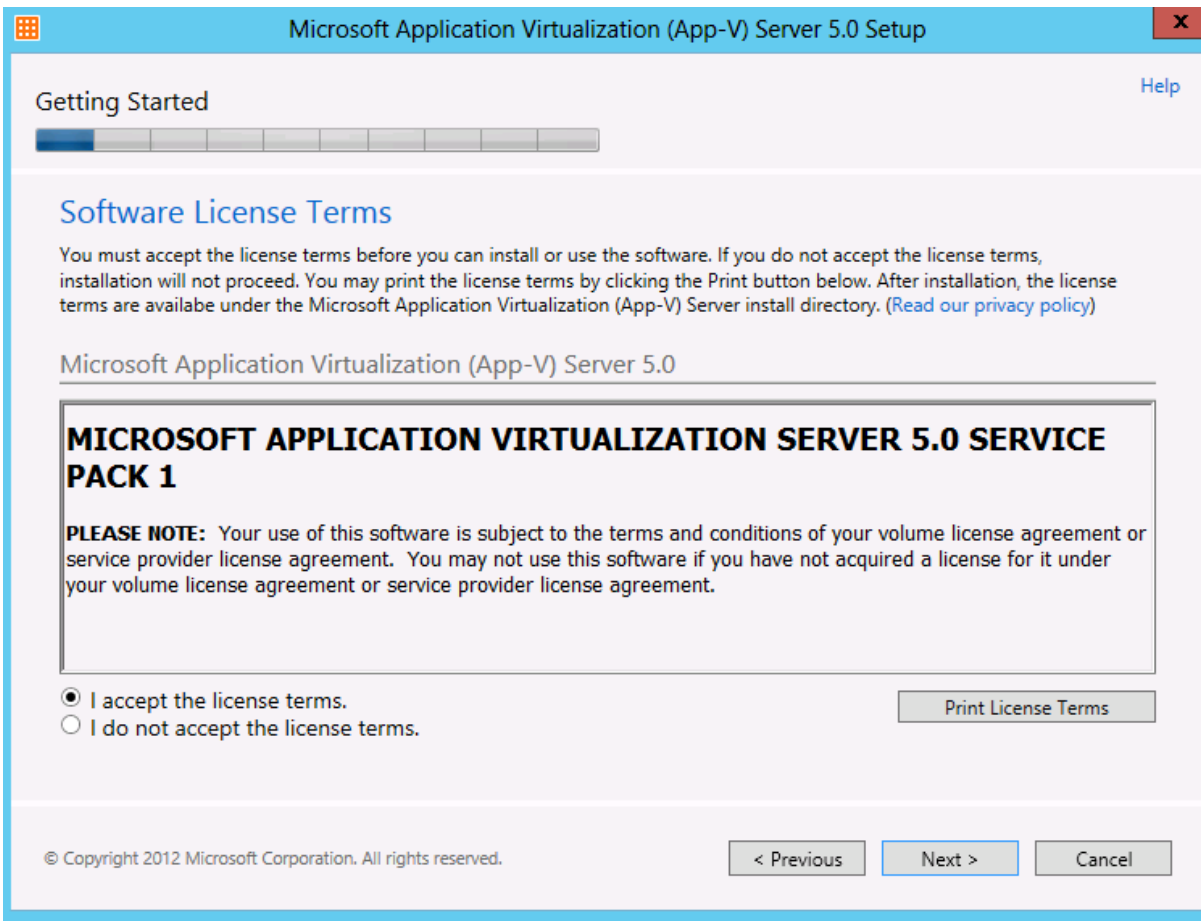 Microsoft Application Virtualization (App-V) Server 5.0 Setup
x
Help
Getting Started
Software License Terms
You must accept the license terms before you can install or use the software. If you do not accept the license terms,
installation will not proceed. You may print the license terms by clicking the Print button below. After installation, the license
terms are availabe under the Microsoft Application Virtualization (App-V) Server install directory. (Read our privacy policy)
Microsoft Application Virtualization (App-V) Server 5.0
MICROSOFT APPLICATION VIRTUALIZATION SERVER 5.0 SERVICE
PACK 1
PLEASE NOTE:  Your use of this software is subject to the terms and conditions of your volume license agreement or
service provider license agreement.  You may not use this software if you have not acquired a license for it under
your volume license agreement or service provider license agreement.
I accept the license terms.
Print License Terms
I do not accept the license terms.
© Copyright 2012 Microsoft Corporation. All rights reserved.
< Previous
Next >
Cancel